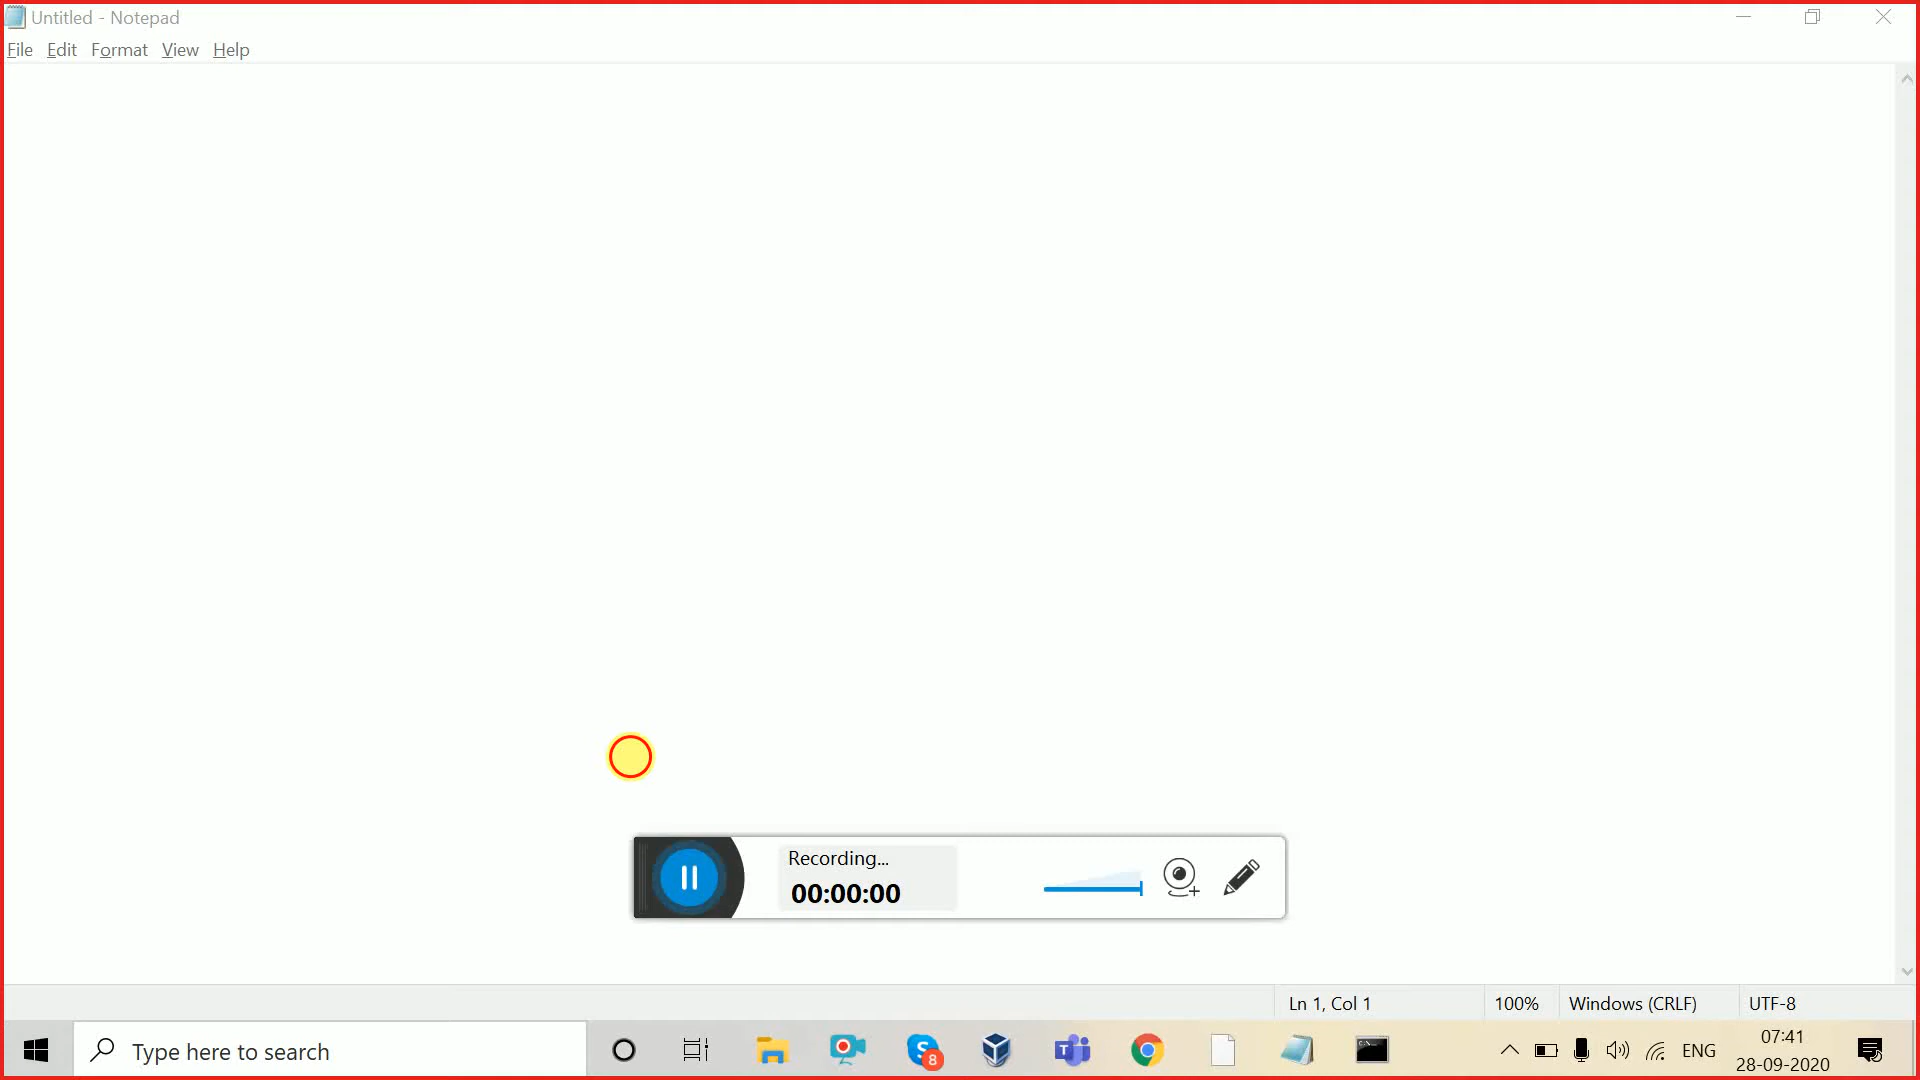 Untitled - Notepad
File Edit Format View Help
Recording...
00:00:00
Ln 1, Col 1 100% Windows (CRLF) UTF-8
Type here to search
S 8
T
C:\
ENG
07:41
28-09-2020